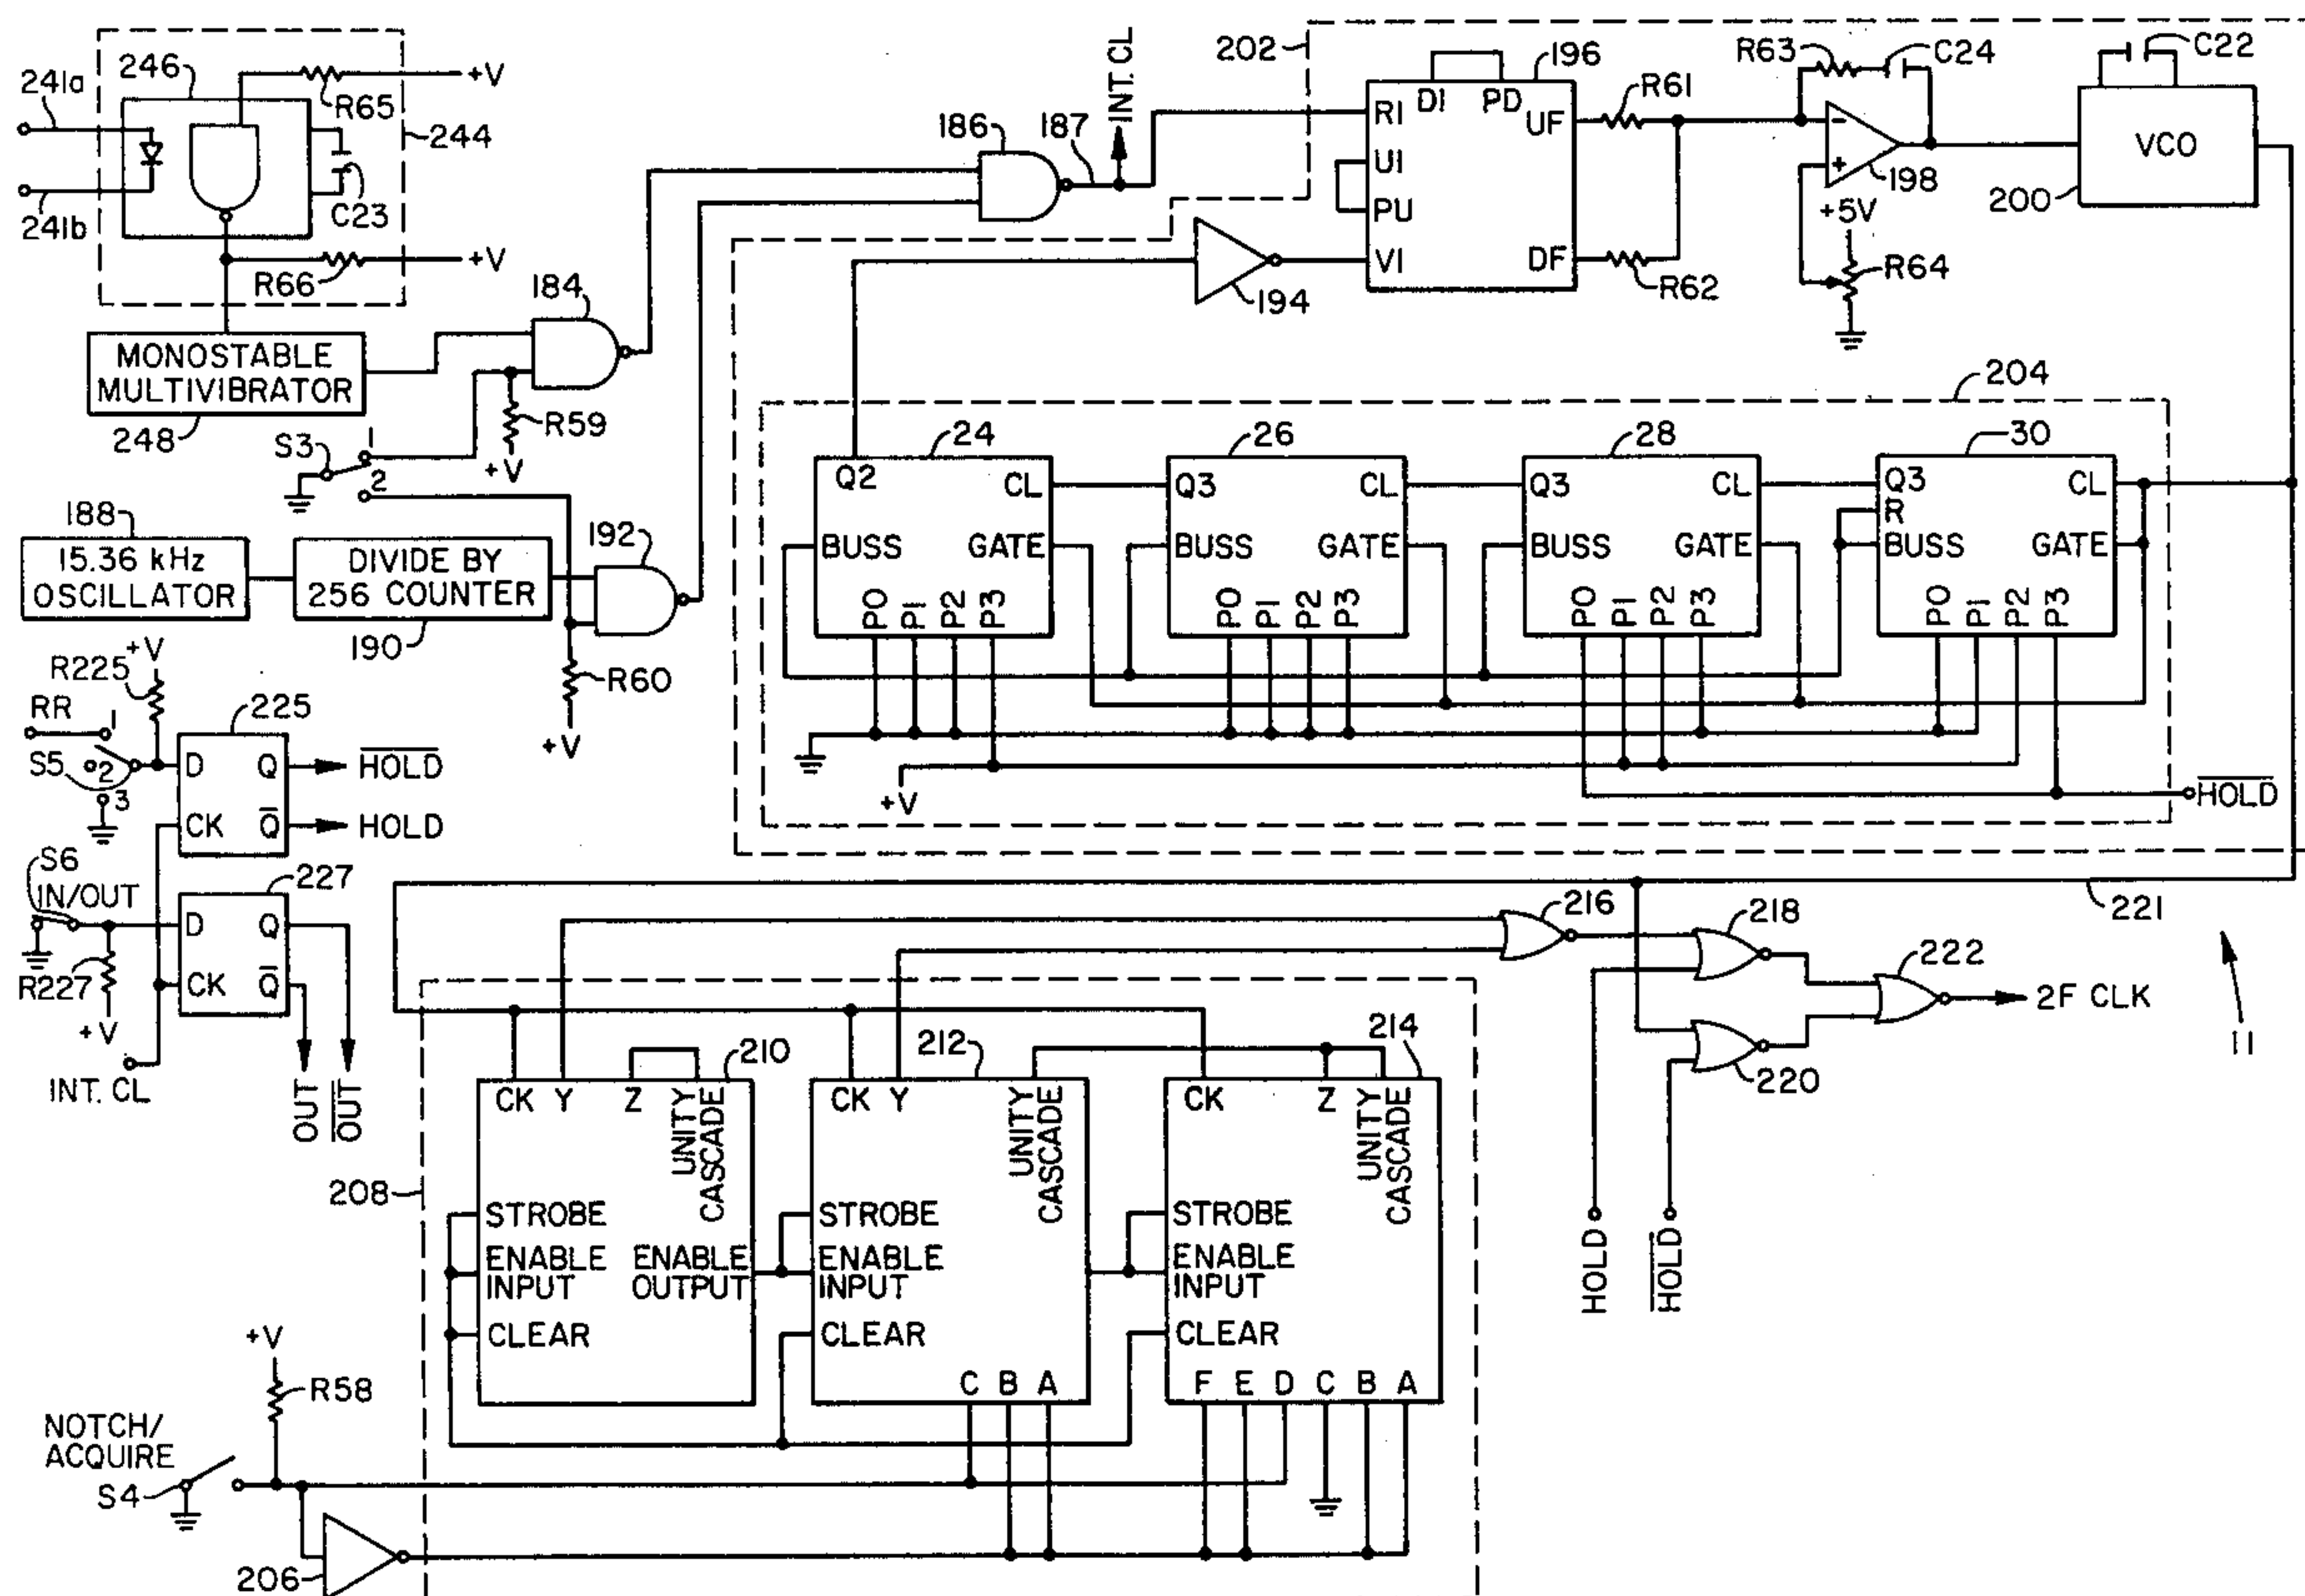 241a
241b
246
R65
+V
244
C23
R66
+V
MONOSTABLE
MULTIVIBRATOR
248
184
R59
+V
S3
1
2
188
15.36 kHz
OSCILLATOR
DIVIDE BY
256 COUNTER
190
192
R60
+V
186
187
INT. CL
202
DI PD
196
RI
UI
PU
VI
UF
DF
R61
R62
194
R63
C24
-
+
198
+5V
R64
C22
VCO
200
204
24
Q2 CL
BUSS GATE
P0 P1 P2 P3
26
Q3 CL
BUSS GATE
P0 P1 P2 P3
28
Q3 CL
BUSS GATE
P0 P1 P2 P3
30
Q3 CL
R
BUSS GATE
P0 P1 P2 P3
+V
H̅O̅L̅D̅
+V
R225
RR
1
2
3
S5
225
D Q
CK Q̅
H̅O̅L̅D̅
HOLD
S6
IN/OUT
R227
+V
227
D Q
CK Q̅
INT. CL
OUT
O̅U̅T̅
221
216
218
222
220
2F CLK
11
HOLD
H̅O̅L̅D̅
208
210
CK Y Z UNITY
CASCADE
STROBE
ENABLE
INPUT
ENABLE
OUTPUT
CLEAR
212
CK Y UNITY
CASCADE
STROBE
ENABLE
INPUT
CLEAR
C B A
214
CK Z UNITY
CASCADE
STROBE
ENABLE
INPUT
CLEAR
F E D C B A
+V
R58
NOTCH/
ACQUIRE
S4
206